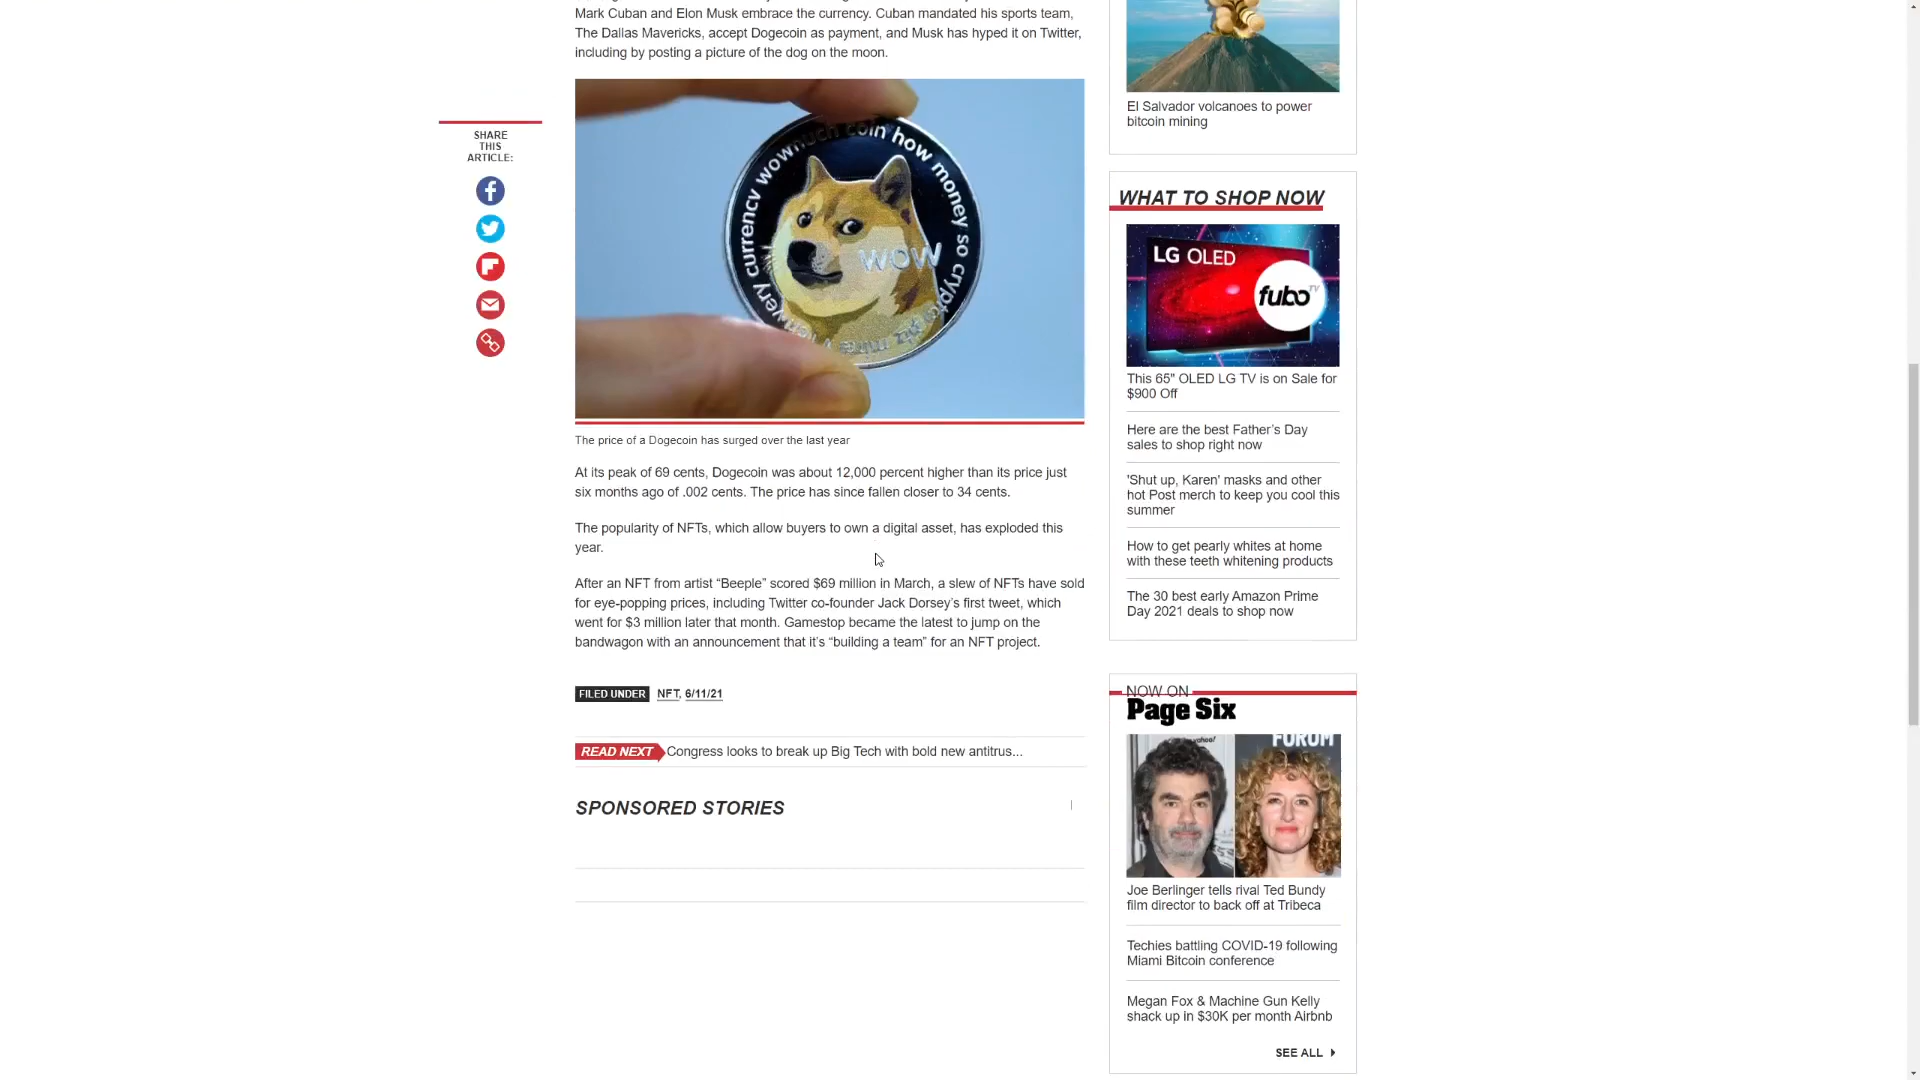 Mark Cuban and Elon Musk embrace the currency. Cuban mandated his sports team,
The Dallas Mavericks, accept Dogecoin as payment, and Musk has hyped it on Twitter,
including by posting a picture of the dog on the moon.
SHARE
THIS
ARTICLE:
much coin how money so crypto
very currency wow
wow
The price of a Dogecoin has surged over the last year
At its peak of 69 cents, Dogecoin was about 12,000 percent higher than its price just
six months ago of .002 cents. The price has since fallen closer to 34 cents.
The popularity of NFTs, which allow buyers to own a digital asset, has exploded this
year.
After an NFT from artist “Beeple” scored $69 million in March, a slew of NFTs have sold
for eye-popping prices, including Twitter co-founder Jack Dorsey’s first tweet, which
went for $3 million later that month. Gamestop became the latest to jump on the
bandwagon with an announcement that it’s “building a team” for an NFT project.
FILED UNDER NFT, 6/11/21
READ NEXT Congress looks to break up Big Tech with bold new antitrus...
SPONSORED STORIES
El Salvador volcanoes to power
bitcoin mining
WHAT TO SHOP NOW
LG OLED
fubo TV
This 65" OLED LG TV is on Sale for
$900 Off
Here are the best Father’s Day
sales to shop right now
'Shut up, Karen' masks and other
hot Post merch to keep you cool this
summer
How to get pearly whites at home
with these teeth whitening products
The 30 best early Amazon Prime
Day 2021 deals to shop now
NOW ON
Page Six
yahoo!
FORUM
Joe Berlinger tells rival Ted Bundy
film director to back off at Tribeca
Techies battling COVID-19 following
Miami Bitcoin conference
Megan Fox & Machine Gun Kelly
shack up in $30K per month Airbnb
SEE ALL